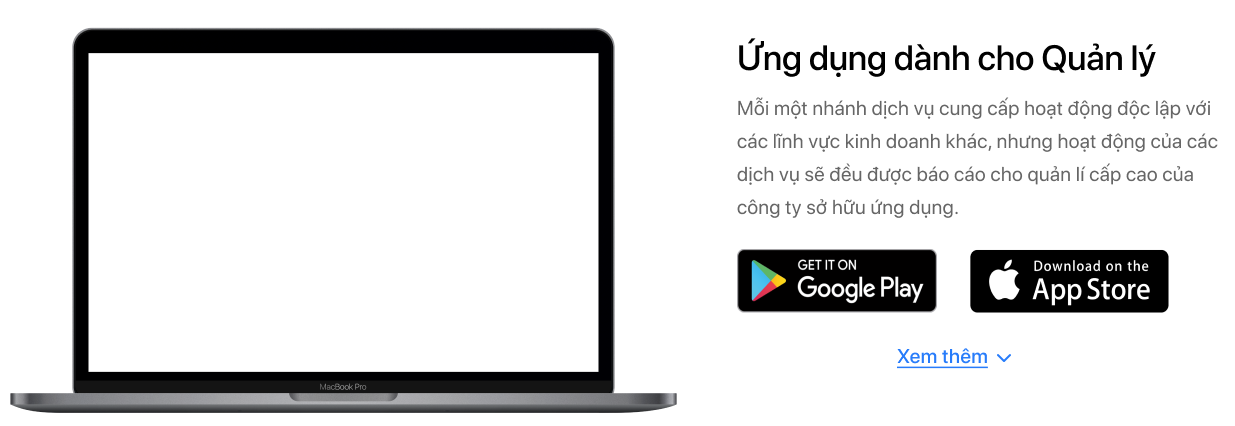 Ứng dụng dành cho Quản lý
Mỗi một nhánh dịch vụ cung cấp hoạt động độc lập với
các lĩnh vực kinh doanh khác, nhưng hoạt động của các
dịch vụ sẽ đều được báo cáo cho quản lí cấp cao của
công ty sở hữu ứng dụng.
GET IT ON
Google Play
Download on the
App Store
Xem thêm
MacBook Pro